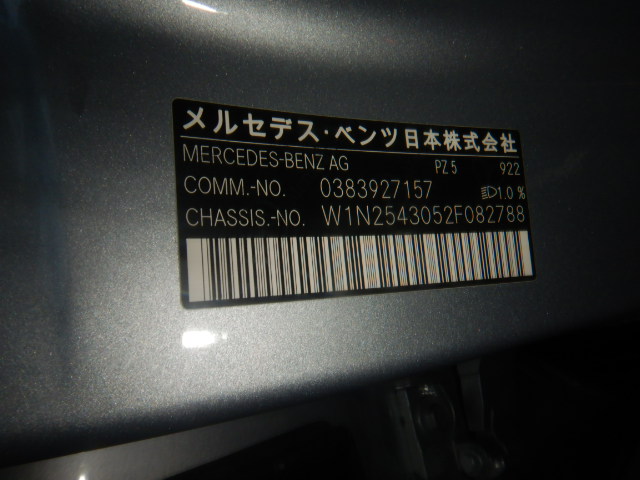 メルセデス・ベンツ日本株式会社
MERCEDES-BENZ AG PZ 5 922
COMM.-NO. 0383927157 1.0 %
CHASSIS.-NO. W1N2543052F082788